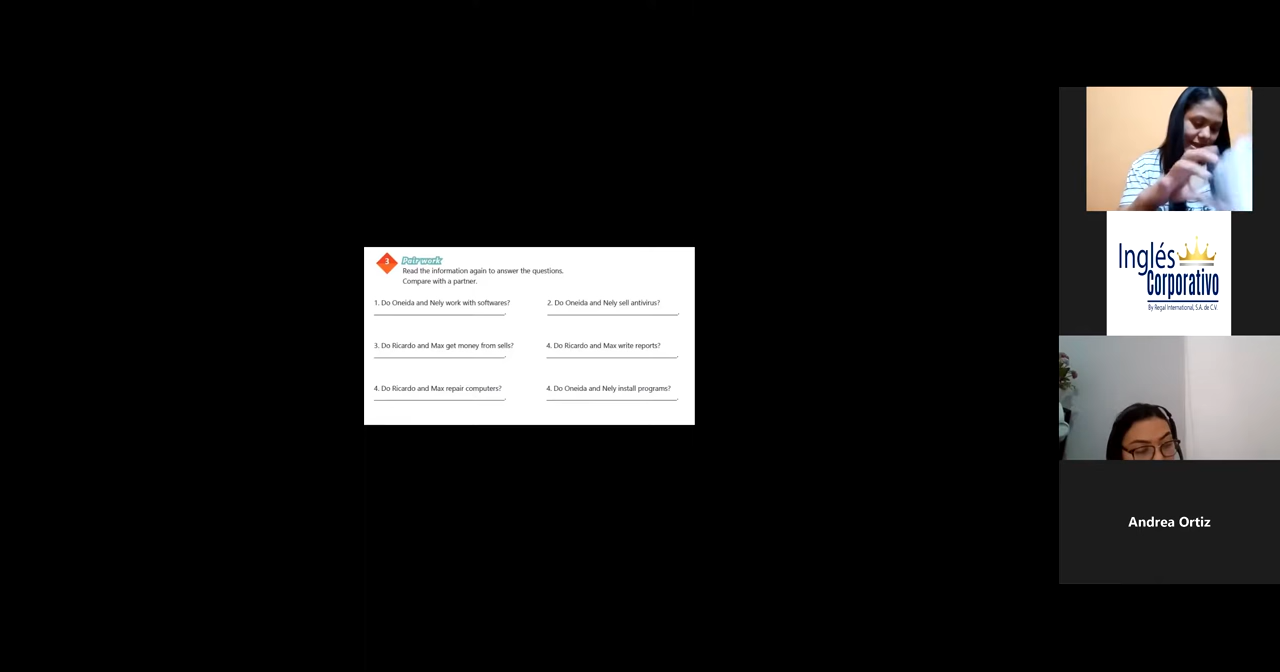 3 Pair work
Read the information again to answer the questions.
Compare with a partner.
1. Do Oneida and Nely work with softwares?
2. Do Oneida and Nely sell antivirus?
3. Do Ricardo and Max get money from sells?
4. Do Ricardo and Max write reports?
4. Do Ricardo and Max repair computers?
4. Do Oneida and Nely install programs?
Inglés
Corporativo
By Regal International, S.A. de C.V.
Andrea Ortiz